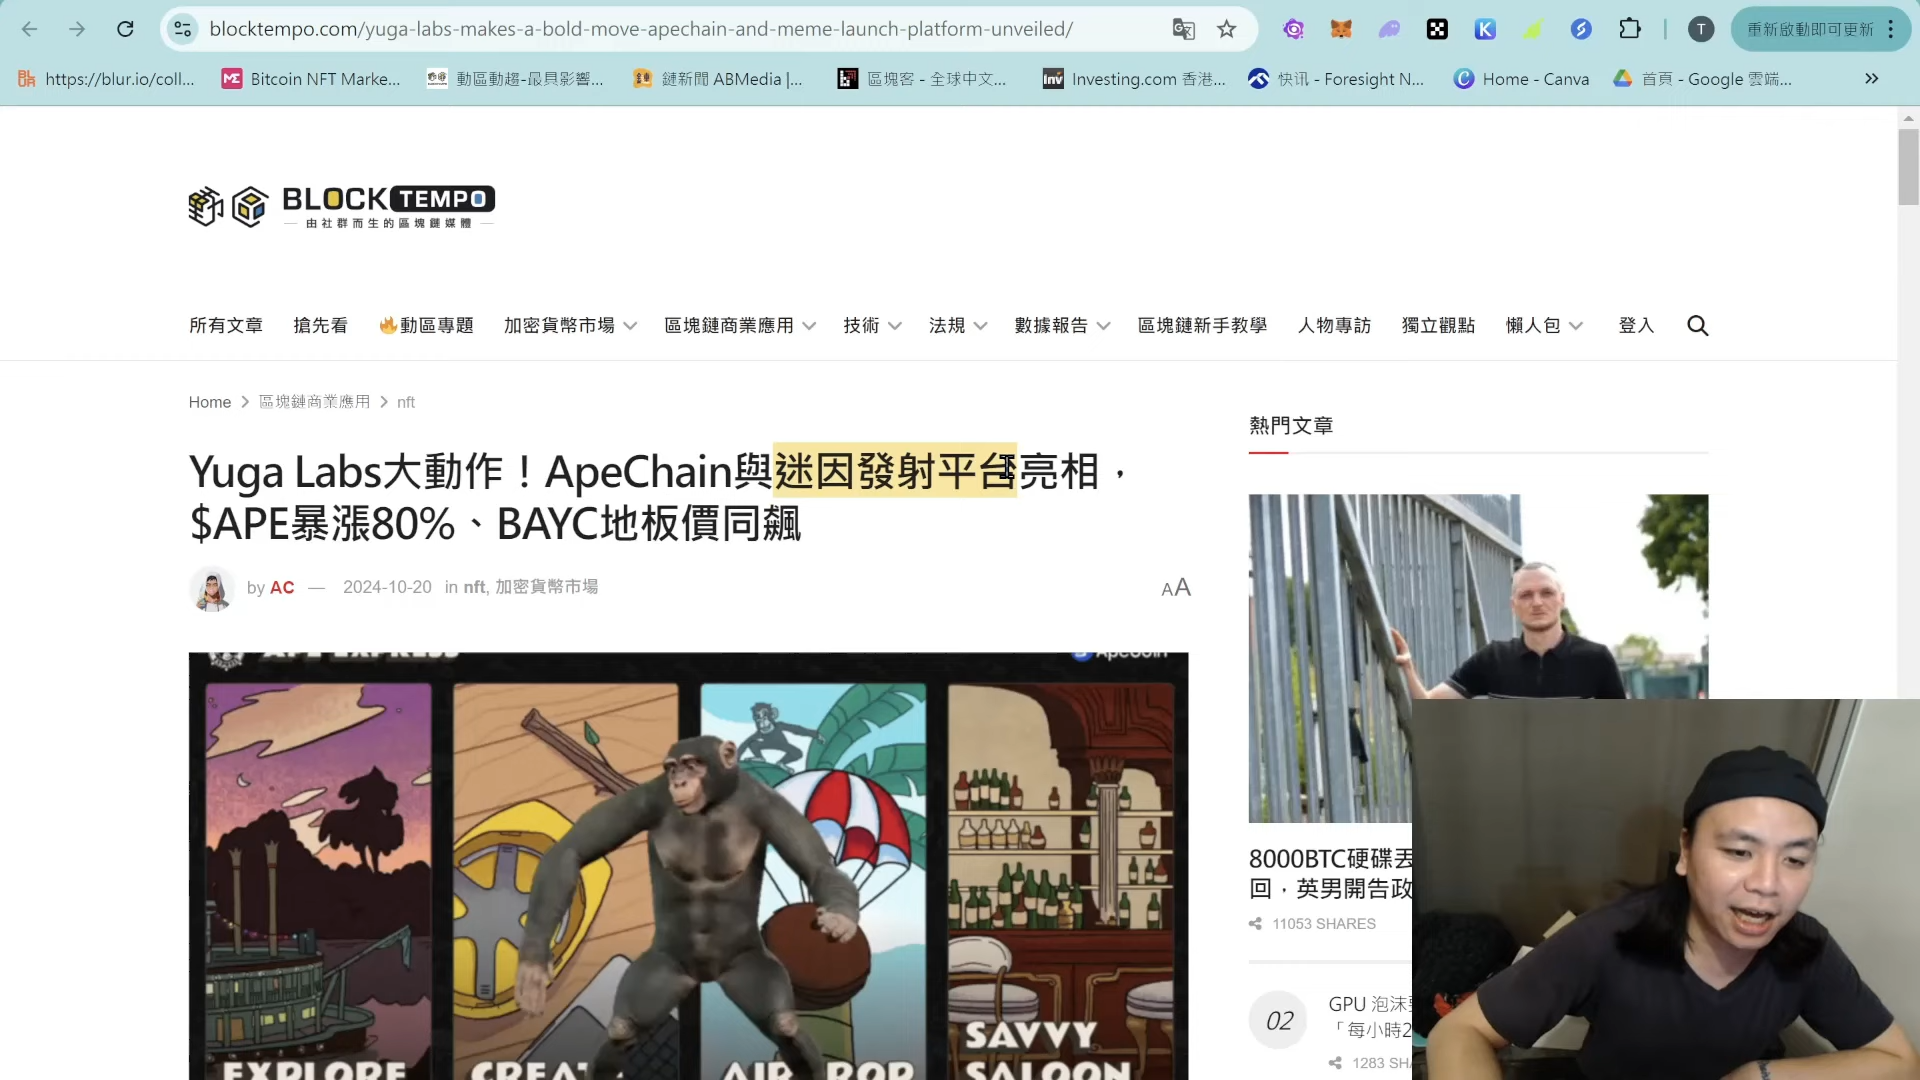 blocktempo.com/yuga-labs-makes-a-bold-move-apechain-and-meme-launch-platform-unveiled/
T
重新啟動即可更新
https://blur.io/coll...
Bitcoin NFT Marke...
動區動趨-最具影響...
鏈新聞 ABMedia |...
區塊客 - 全球中文...
Investing.com 香港...
快讯 - Foresight N...
Home - Canva
首頁 - Google 雲端...
BLOCK TEMPO
由社群而生的區塊鏈媒體
所有文章
搶先看
🔥動區專題
加密貨幣市場
區塊鏈商業應用
技術
法規
數據報告
區塊鏈新手教學
人物專訪
獨立觀點
懶人包
登入
Home > 區塊鏈商業應用 > nft
Yuga Labs大動作！ApeChain與迷因發射平台亮相，
$APE暴漲80%、BAYC地板價同飆
by AC — 2024-10-20 in nft, 加密貨幣市場
AA
APE EXPRESS
ApeCoin
EXPLORE
SAVVY
SALOON
熱門文章
8000BTC硬碟丟
回，英男開告政
11053 SHARES
02
GPU 泡沫
「每小時2
1283 SHA